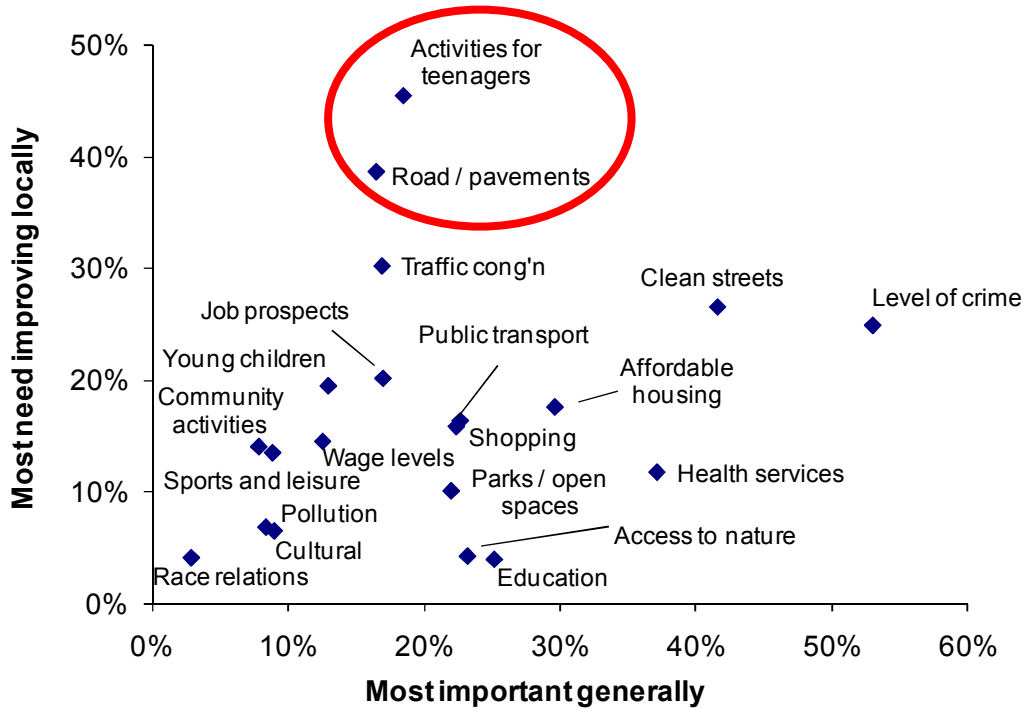 50%
40%
30%
20%
10%
0%
Most need improving locally
Activities for
teenagers
Road / pavements
Traffic cong'n
Clean streets
Level of crime
Job prospects
Public transport
Young children
Affordable
housing
Community
activities
Shopping
Wage levels
Sports and leisure
Parks / open
spaces
Health services
Pollution
Cultural
Access to nature
Race relations
Education
0%
10%
20%
30%
40%
50%
60%
Most important generally